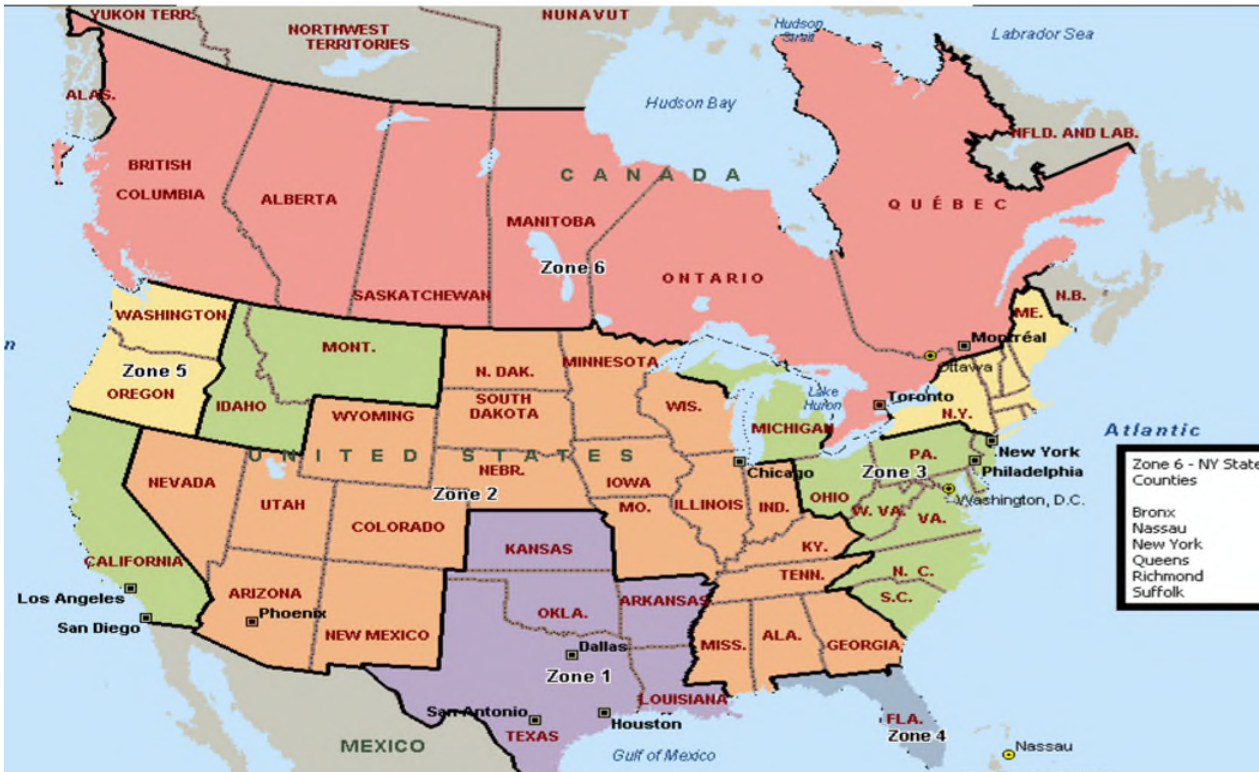 YUKON TERR.
NORTHWEST
TERRITORIES
NUNAVUT
Hudson
Strait
Labrador Sea
ALAS.
Hudson Bay
NFLD. AND LAB.
BRITISH
COLUMBIA
ALBERTA
CANADA
MANITOBA
QUÉBEC
Zone 6
ONTARIO
SASKATCHEWAN
N.B.
WASHINGTON
ME.
MONT.
MINNESOTA
Montréal
Ottawa
Zone 5
N. DAK.
OREGON
IDAHO
SOUTH
DAKOTA
WIS.
Lake
Huron
Toronto
WYOMING
MICHIGAN
N.Y.
Atlantic
UNITED STATES
New York
NEVADA
NEBR.
Chicago
PA.
Zone 3
Philadelphia
Zone 2
IOWA
UTAH
MO.
ILLINOIS
IND.
OHIO
W. VA.
VA.
Washington, D.C.
COLORADO
KANSAS
KY.
CALIFORNIA
N. C.
TENN.
Los Angeles
ARIZONA
Phoenix
OKLA.
ARKANSAS
S.C.
San Diego
NEW MEXICO
Dallas
MISS.
ALA.
GEORGIA
Zone 1
LOUISIANA
San Antonio
Houston
TEXAS
FLA.
Zone 4
MEXICO
Gulf of Mexico
Nassau
Zone 6 - NY State
Counties
Bronx
Nassau
New York
Queens
Richmond
Suffolk